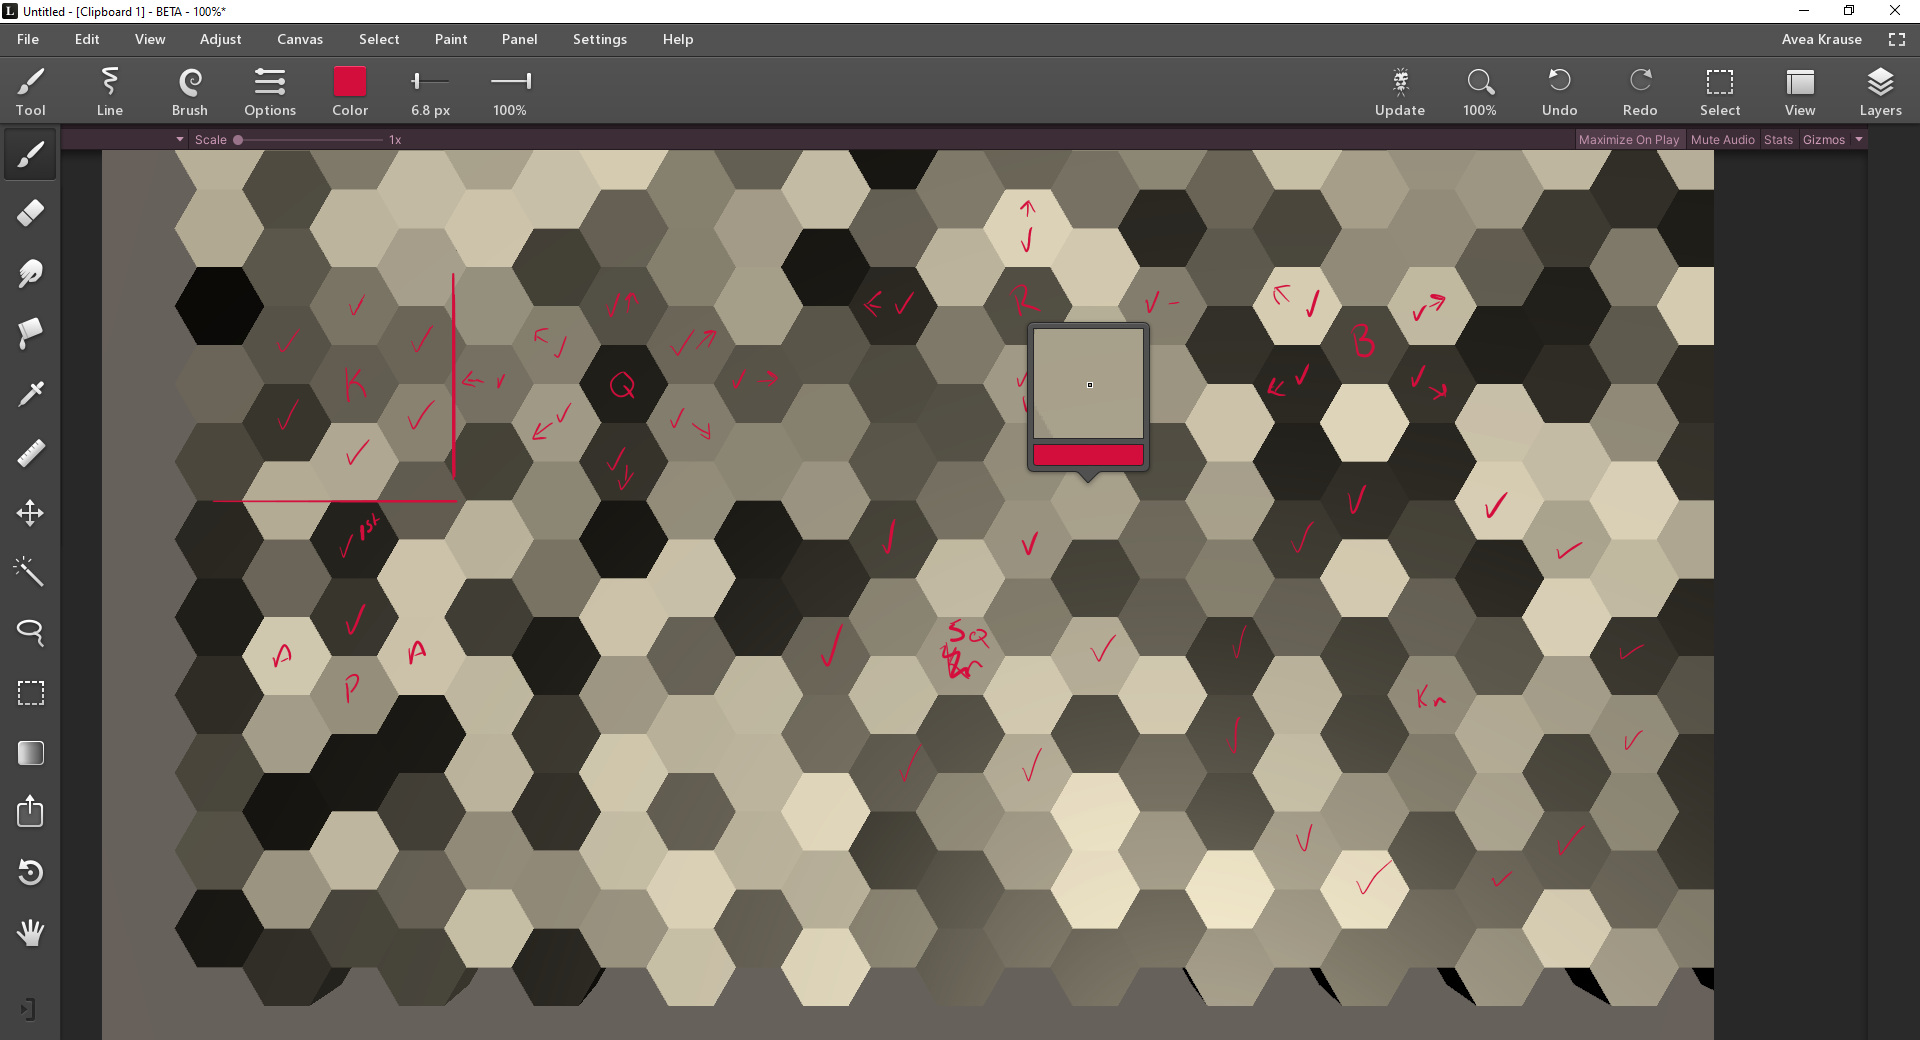 L Untitled - [Clipboard 1] - BETA - 100%*
File Edit View Adjust Canvas Select Paint Panel Settings Help Avea Krause
Tool Line Brush Options Color 6.8 px 100% Update 100% Undo Redo Select View Layers
Scale 1x Maximize On Play Mute Audio Stats Gizmos
R
B
K Q
1st
A A SQ
P Kn